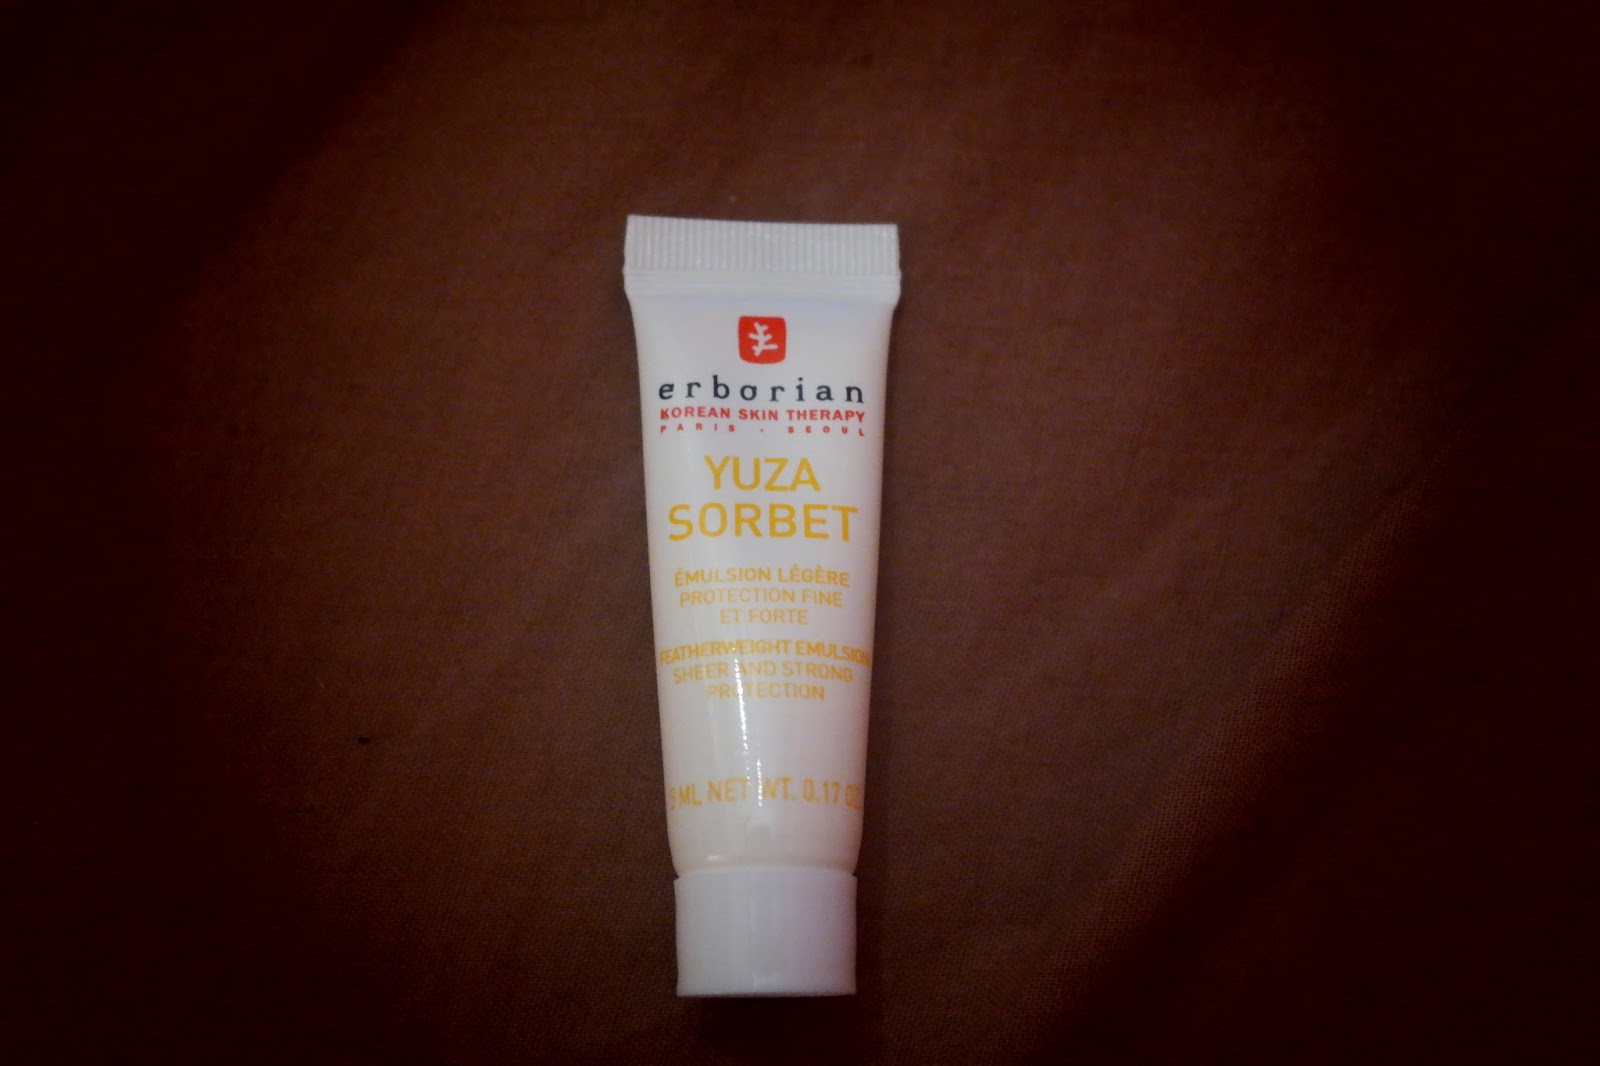 erborian
KOREAN SKIN THERAPY
PARIS - SEOUL
YUZA
SORBET
ÉMULSION LÉGÈRE
PROTECTION FINE
ET FORTE
FEATHERWEIGHT EMULSION
SHEER AND STRONG
PROTECTION
5 ML NET WT. 0.17 OZ